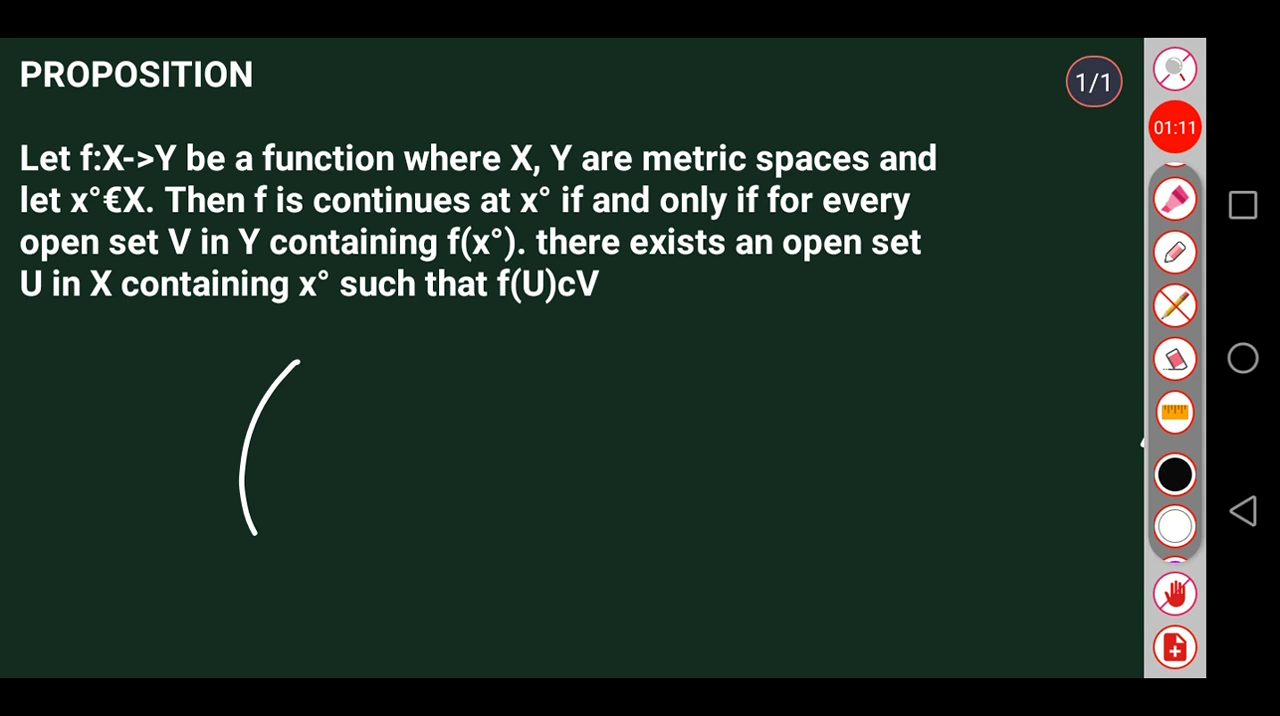 PROPOSITION
1/1
01:11
Let f:X->Y be a function where X, Y are metric spaces and
let x°€X. Then f is continues at x° if and only if for every
open set V in Y containing f(x°). there exists an open set
U in X containing x° such that f(U)cV